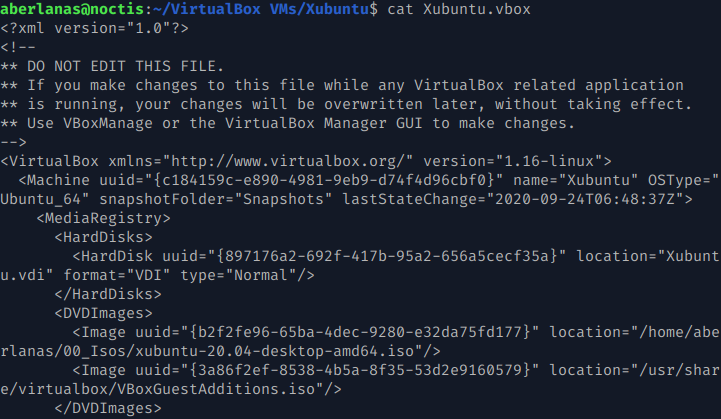 aberlanas@noctis:~/VirtualBox VMs/Xubuntu$ cat Xubuntu.vbox
<?xml version="1.0"?>
<!--
** DO NOT EDIT THIS FILE.
** If you make changes to this file while any VirtualBox related application
** is running, your changes will be overwritten later, without taking effect.
** Use VBoxManage or the VirtualBox Manager GUI to make changes.
-->
<VirtualBox xmlns="http://www.virtualbox.org/" version="1.16-linux">
  <Machine uuid="{c184159c-e890-4981-9eb9-d74f4d96cbf0}" name="Xubuntu" OSType="
Ubuntu_64" snapshotFolder="Snapshots" lastStateChange="2020-09-24T06:48:37Z">
    <MediaRegistry>
      <HardDisks>
        <HardDisk uuid="{897176a2-692f-417b-95a2-656a5cecf35a}" location="Xubunt
u.vdi" format="VDI" type="Normal"/>
      </HardDisks>
      <DVDImages>
        <Image uuid="{b2f2fe96-65ba-4dec-9280-e32da75fd177}" location="/home/abe
rlanas/00_Isos/xubuntu-20.04-desktop-amd64.iso"/>
        <Image uuid="{3a86f2ef-8538-4b5a-8f35-53d2e9160579}" location="/usr/shar
e/virtualbox/VBoxGuestAdditions.iso"/>
      </DVDImages>